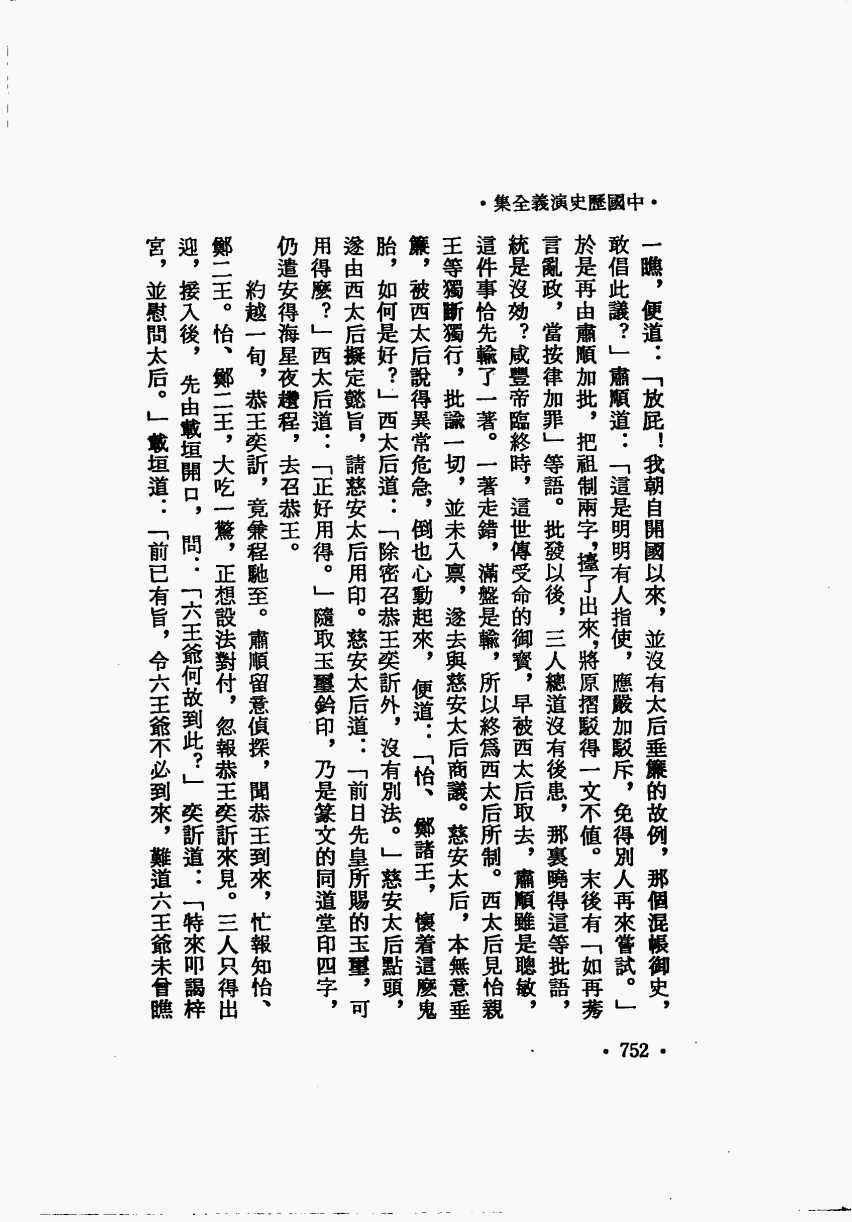 •中國歷史演義全集•
一瞧，便道：「放屁！我朝自開國以來，並沒有太后垂簾的故例，那個混帳御史，
敢倡此議？」肅順道：「這是明明有人指使，應嚴加駁斥，免得別人再來嘗試。」
於是再由肅順加批，把祖制兩字，擡了出來，將原摺駁得一文不值。末後有「如再莠
言亂政，當按律加罪」等語。批發以後，三人總道沒有後患，那裏曉得這等批語，
統是沒効？咸豐帝臨終時，這世傳受命的御寶，早被西太后取去，肅順雖是聰敏，
這件事恰先輸了一著。一著走錯，滿盤是輸，所以終爲西太后所制。西太后見怡親
王等獨斷獨行，批諭一切，並未入禀，遂去與慈安太后商議。慈安太后，本無意垂
簾，被西太后說得異常危急，倒也心動起來，便道：「怡、鄭諸王，懷着這麽鬼
胎，如何是好？」西太后道：「除密召恭王奕訢外，沒有別法。」慈安太后點頭，
遂由西太后擬定懿旨，請慈安太后用印。慈安太后道：「前日先皇所賜的玉璽，可
用得麽？」西太后道：「正好用得。」隨取玉璽鈐印，乃是篆文的同道堂印四字，
仍遣安得海星夜趲程，去召恭王。
約越一旬，恭王奕訢，竟兼程馳至。肅順留意偵探，聞恭王到來，忙報知怡、
鄭二王。怡、鄭二王，大吃一驚，正想設法對付，忽報恭王奕訢來見。三人只得出
迎，接入後，先由載垣開口，問：「六王爺何故到此？」奕訢道：「特來叩謁梓
宮，並慰問太后。」載垣道：「前已有旨，令六王爺不必到來，難道六王爺未曾瞧
•752•